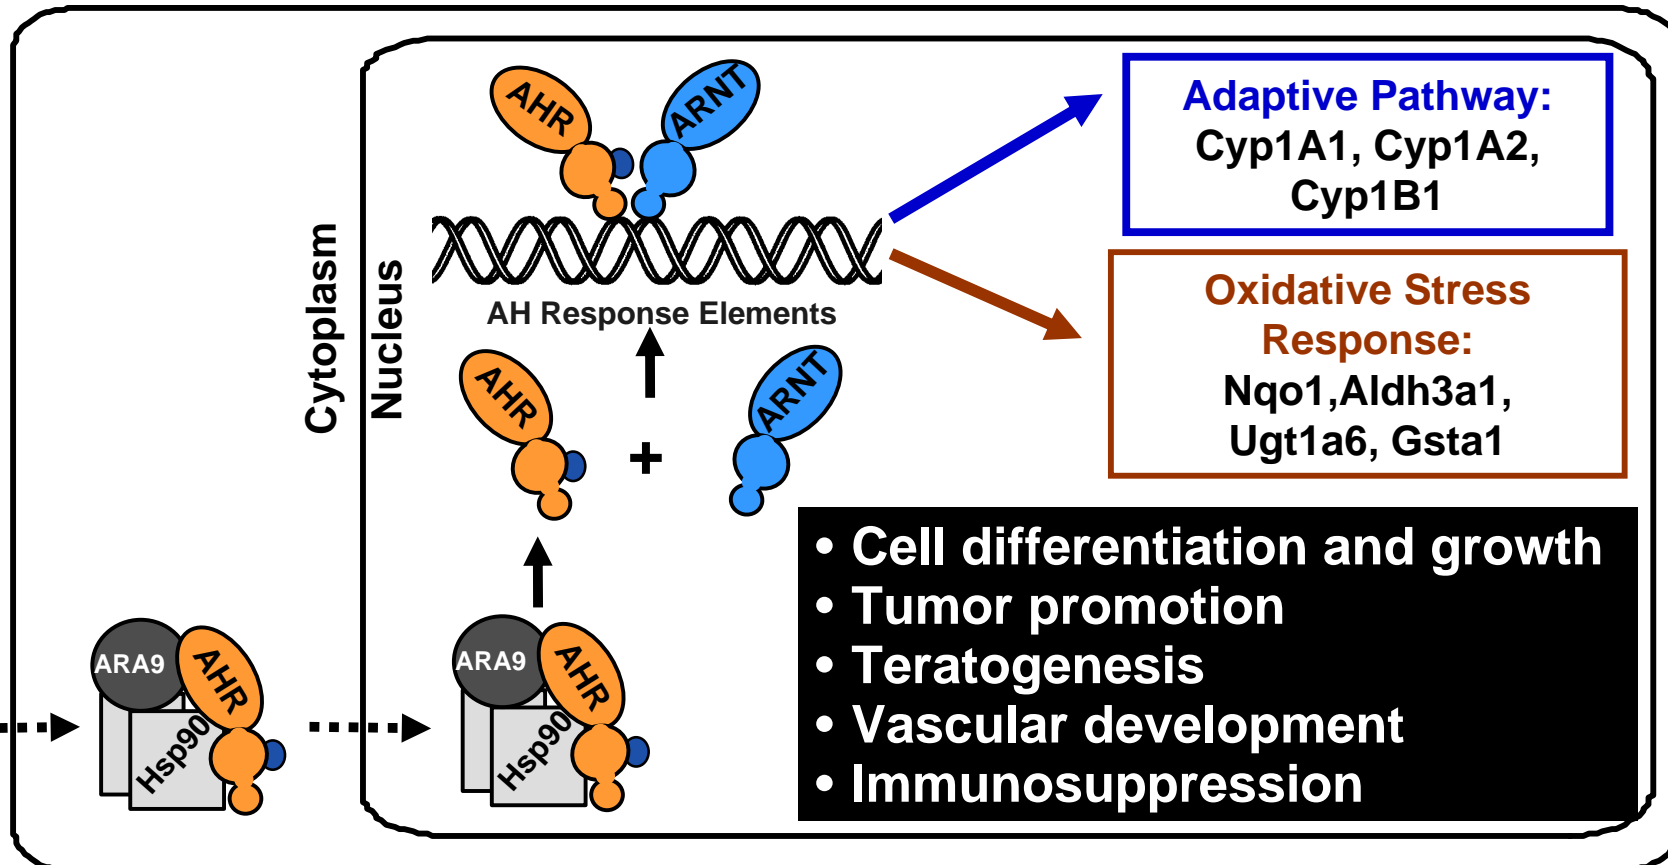 AHR
ARNT
Adaptive Pathway:
Cyp1A1, Cyp1A2,
Cyp1B1
Cytoplasm
Nucleus
AH Response Elements
Oxidative Stress
Response:
Nqo1,Aldh3a1,
Ugt1a6, Gsta1
AHR
+
ARNT
• Cell differentiation and growth
• Tumor promotion
• Teratogenesis
• Vascular development
• Immunosuppression
ARA9
AHR
Hsp90
ARA9
AHR
Hsp90